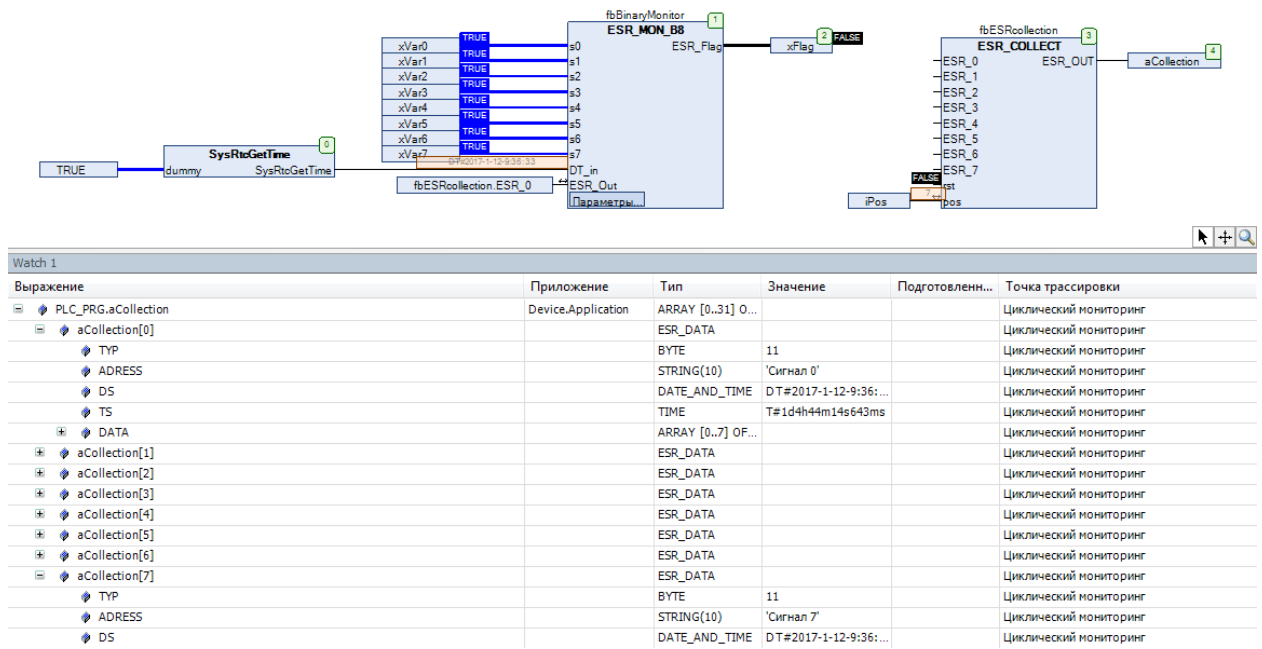 fbBinaryMonitor
1
ESR_MON_B8
xVar0 TRUE s0 ESR_Flag xFlag 2 FALSE
xVar1 TRUE s1
xVar2 TRUE s2
xVar3 TRUE s3
xVar4 TRUE s4
xVar5 TRUE s5
xVar6 TRUE s6
xVar7 TRUE s7
DT#2017-1-12-9:36:33
DT_in
fbESRcollection.ESR_0 ESR_Out
Параметры...
0
SysRtcGetTime
TRUE dummy SysRtcGetTime
fbESRcollection
3
ESR_COLLECT
ESR_0 ESR_OUT aCollection 4
ESR_1
ESR_2
ESR_3
ESR_4
ESR_5
ESR_6
ESR_7
FALSE rst
iPos 7 pos
Watch 1
Выражение Приложение Тип Значение Подготовленн... Точка трассировки
PLC_PRG.aCollection Device.Application ARRAY [0..31] O... Циклический мониторинг
aCollection[0] ESR_DATA Циклический мониторинг
TYP BYTE 11 Циклический мониторинг
ADRESS STRING(10) 'Сигнал 0' Циклический мониторинг
DS DATE_AND_TIME DT#2017-1-12-9:36:... Циклический мониторинг
TS TIME T#1d4h44m14s643ms Циклический мониторинг
DATA ARRAY [0..7] OF... Циклический мониторинг
aCollection[1] ESR_DATA Циклический мониторинг
aCollection[2] ESR_DATA Циклический мониторинг
aCollection[3] ESR_DATA Циклический мониторинг
aCollection[4] ESR_DATA Циклический мониторинг
aCollection[5] ESR_DATA Циклический мониторинг
aCollection[6] ESR_DATA Циклический мониторинг
aCollection[7] ESR_DATA Циклический мониторинг
TYP BYTE 11 Циклический мониторинг
ADRESS STRING(10) 'Сигнал 7' Циклический мониторинг
DS DATE_AND_TIME DT#2017-1-12-9:36:... Циклический мониторинг